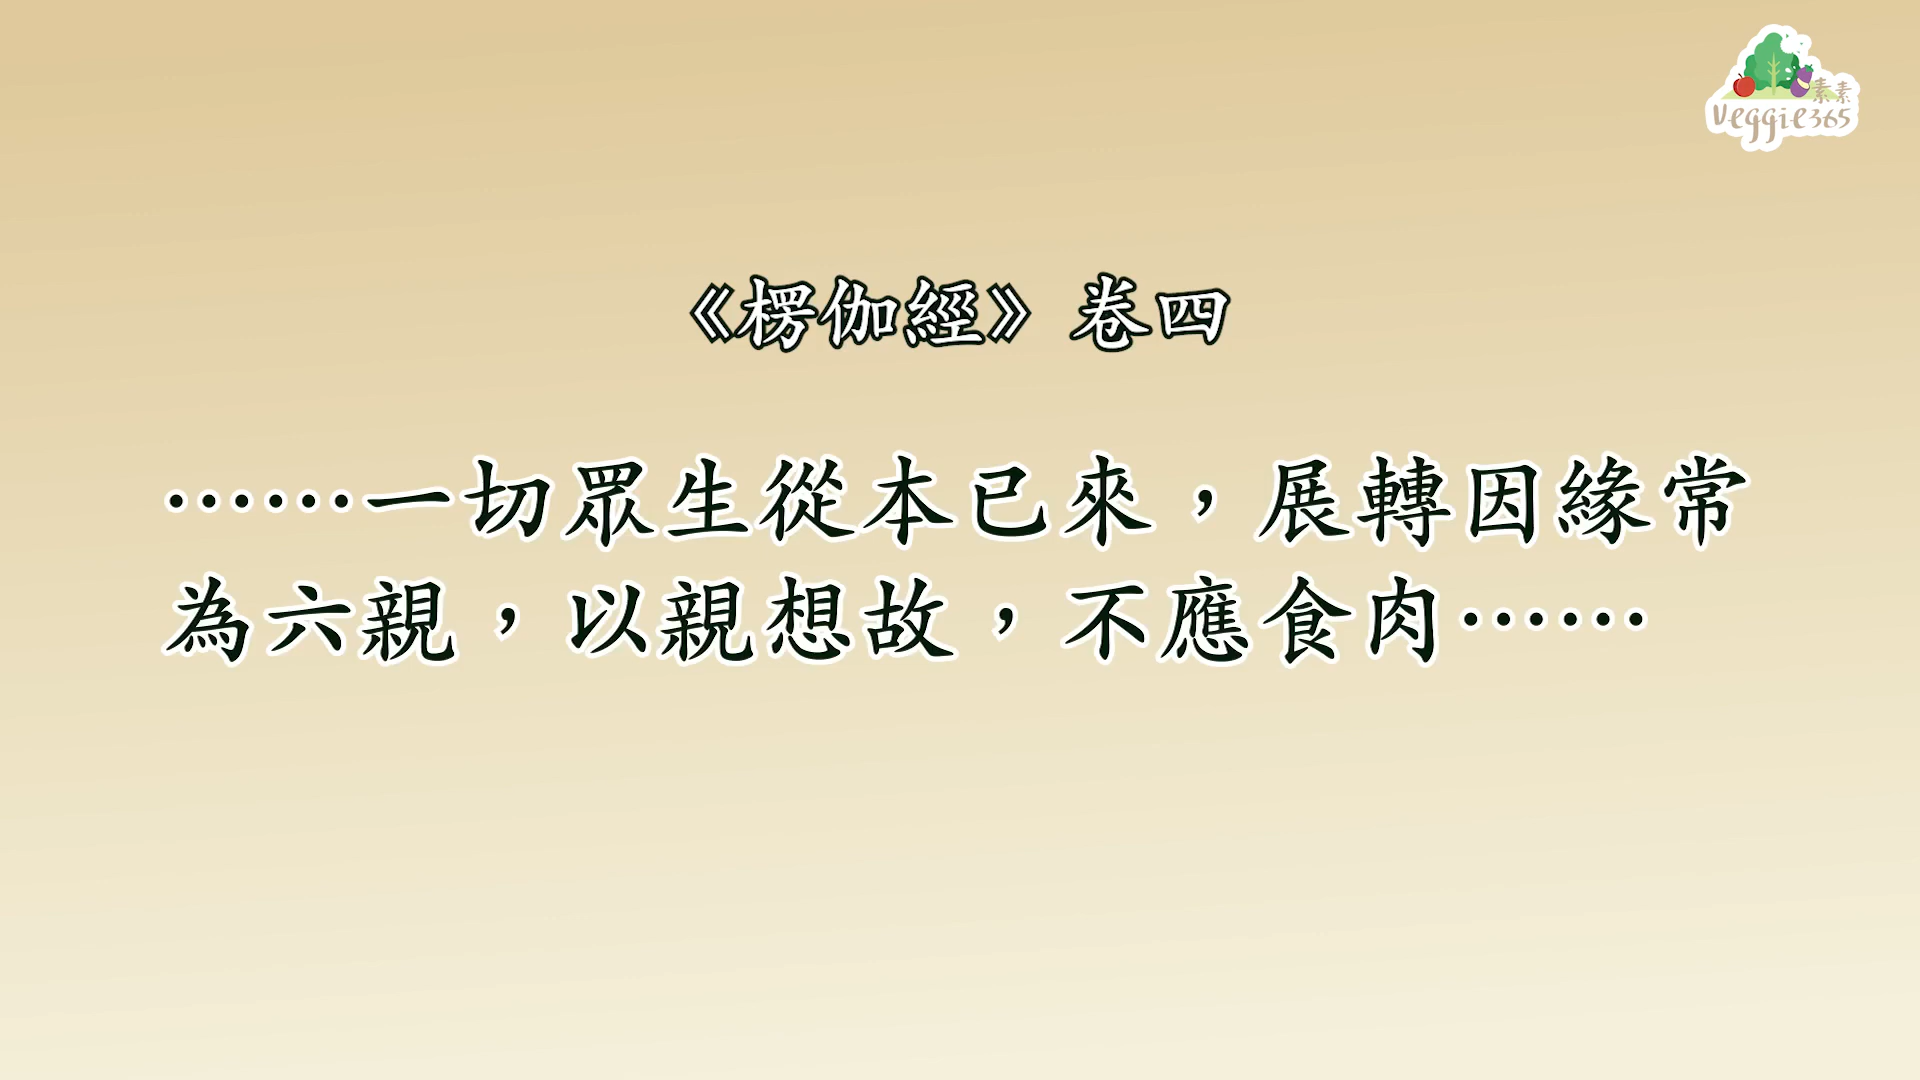 素素
Veggie365
《楞伽經》卷四
……一切眾生從本已來，展轉因緣常
為六親，以親想故，不應食肉……